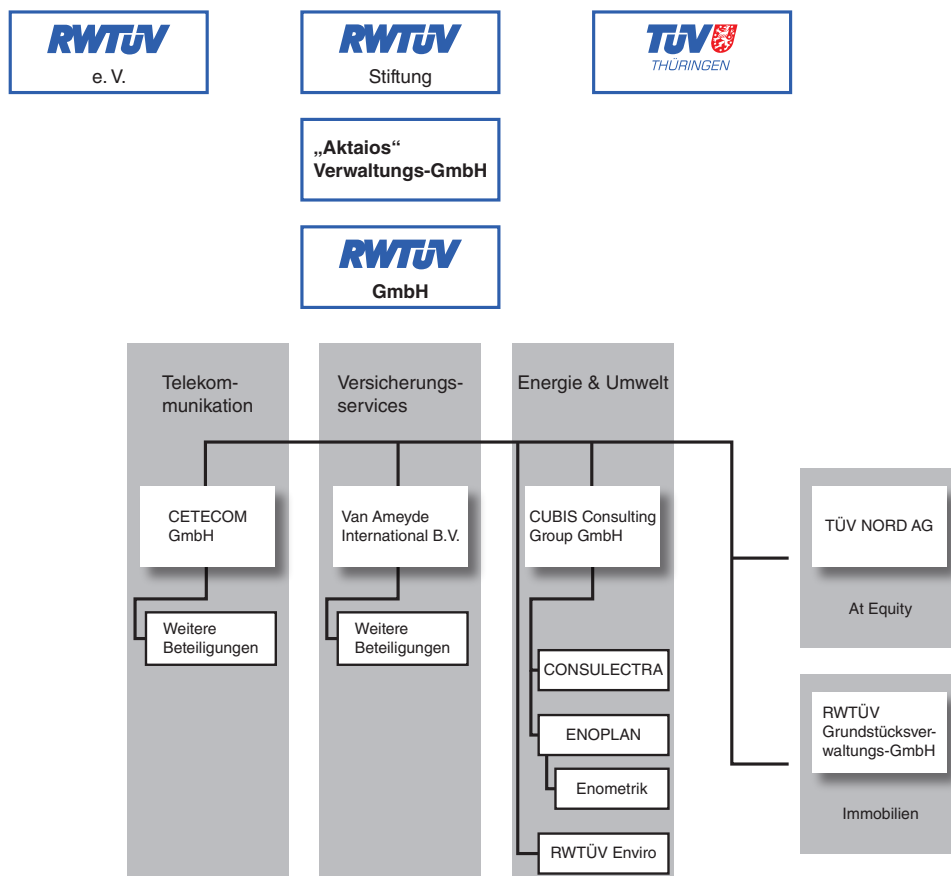 RWTÜV
e. V.
RWTÜV
Stiftung
TÜV
THÜRINGEN
„Aktaios“
Verwaltungs-GmbH
RWTÜV
GmbH
Telekom-
munikation
Versicherungs-
services
Energie & Umwelt
CETECOM
GmbH
Van Ameyde
International B.V.
CUBIS Consulting
Group GmbH
TÜV NORD AG
At Equity
Weitere
Beteiligungen
Weitere
Beteiligungen
CONSULECTRA
ENOPLAN
Enometrik
RWTÜV Enviro
RWTÜV
Grundstücksver-
waltungs-GmbH
Immobilien